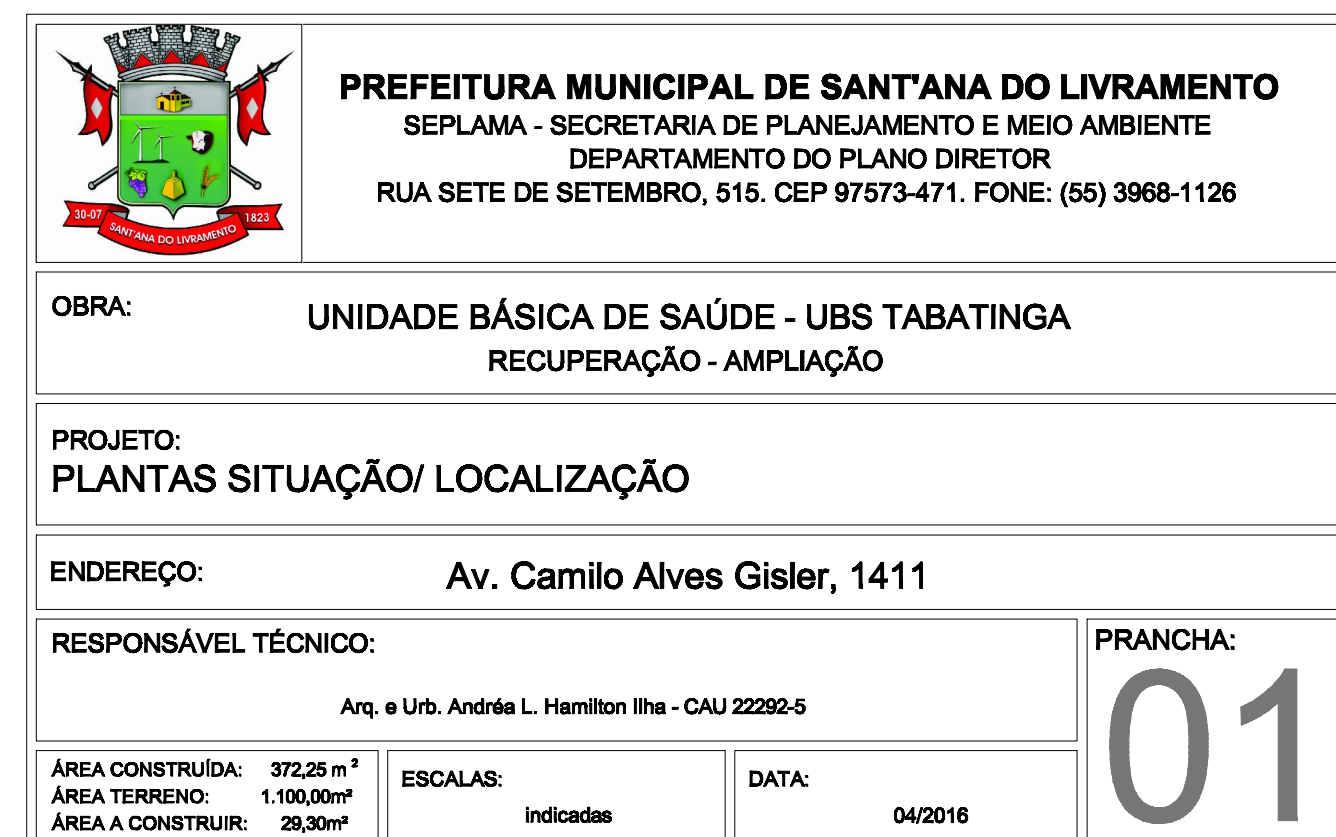 30-07
SANT'ANA DO LIVRAMENTO
1823
PREFEITURA MUNICIPAL DE SANT'ANA DO LIVRAMENTO
SEPLAMA - SECRETARIA DE PLANEJAMENTO E MEIO AMBIENTE
DEPARTAMENTO DO PLANO DIRETOR
RUA SETE DE SETEMBRO, 515. CEP 97573-471. FONE: (55) 3968-1126
OBRA:
UNIDADE BÁSICA DE SAÚDE - UBS TABATINGA
RECUPERAÇÃO - AMPLIAÇÃO
PROJETO:
PLANTAS SITUAÇÃO/ LOCALIZAÇÃO
ENDEREÇO: Av. Camilo Alves Gisler, 1411
RESPONSÁVEL TÉCNICO:
Arq. e Urb. Andréa L. Hamilton Ilha - CAU 22292-5
PRANCHA:
01
ÁREA CONSTRUÍDA: 372,25 m ²
ÁREA TERRENO: 1.100,00m²
ÁREA A CONSTRUIR: 29,30m²
ESCALAS:
indicadas
DATA:
04/2016